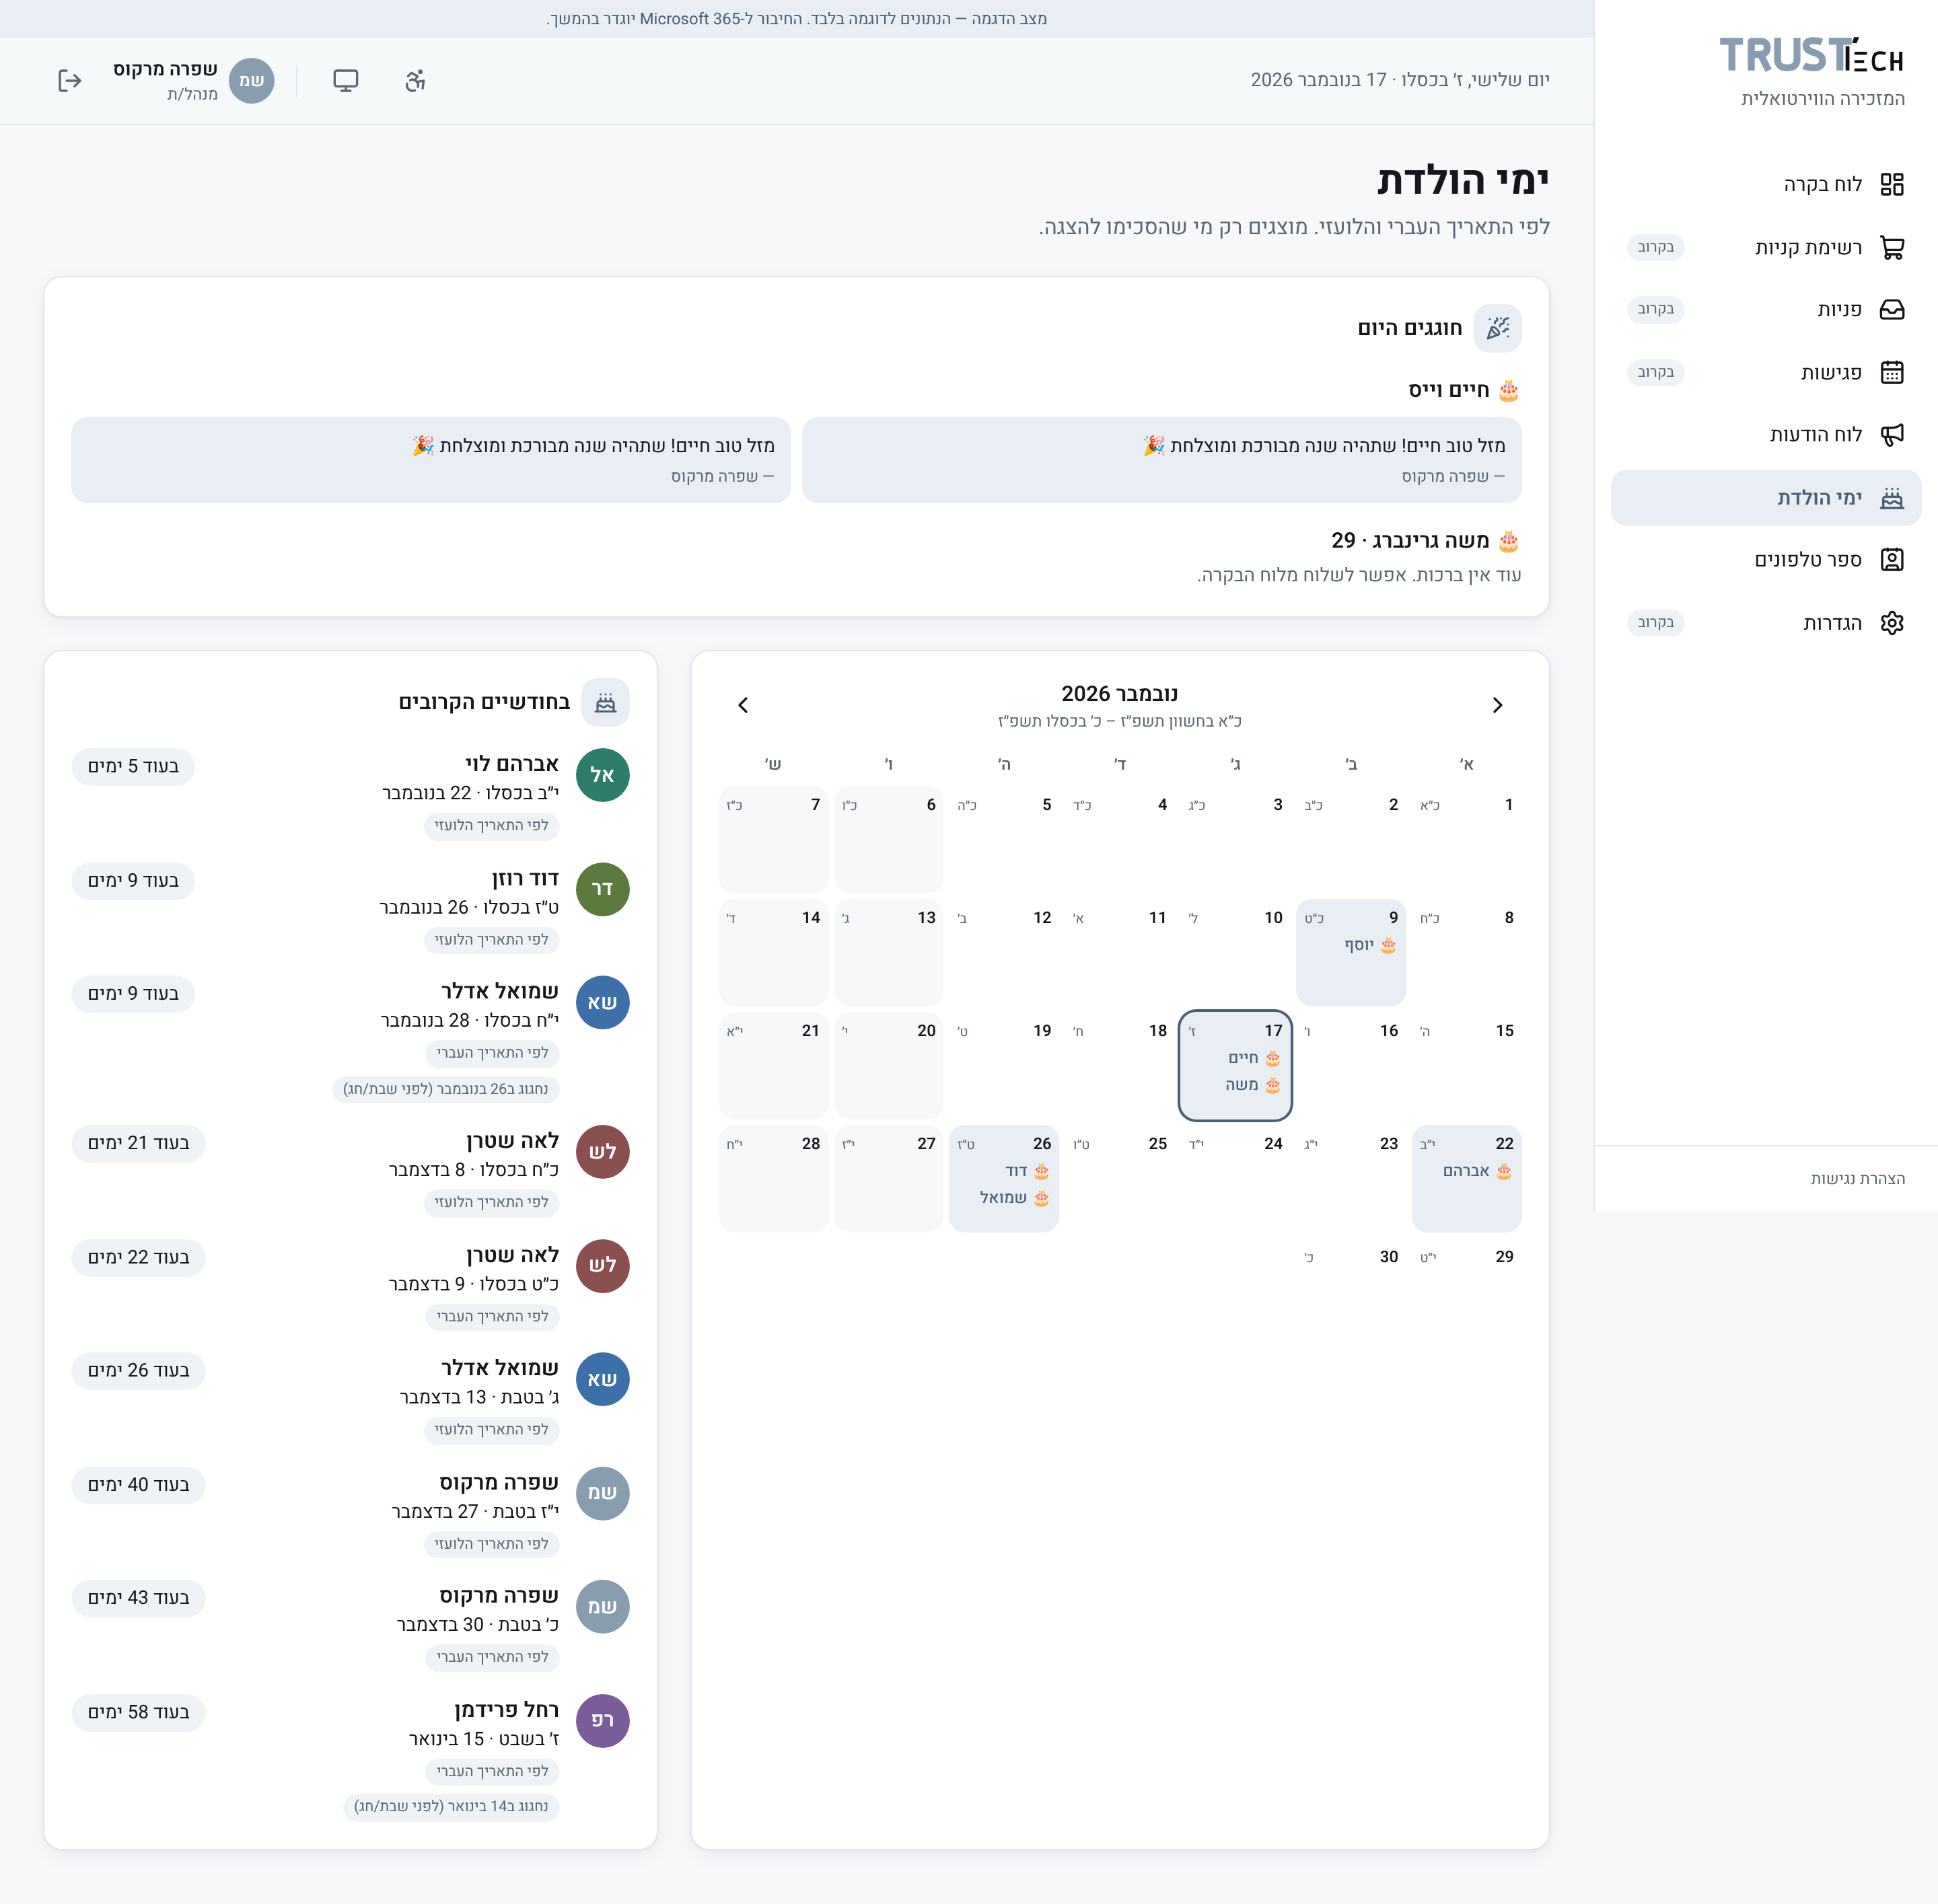 מצב הדגמה — הנתונים לדוגמה בלבד. החיבור ל-Microsoft 365 יוגדר בהמשך.
TRUST TECH
המזכירה הווירטואלית
לוח בקרה
רשימת קניות בקרוב
פניות בקרוב
פגישות בקרוב
לוח הודעות
ימי הולדת
ספר טלפונים
הגדרות בקרוב
הצהרת נגישות
יום שלישי, ז׳ בכסלו · 17 בנובמבר 2026
שמ
שפרה מרקוס
מנהל/ת
ימי הולדת
לפי התאריך העברי והלועזי. מוצגים רק מי שהסכימו להצגה.
חוגגים היום
🎂 חיים וייס
מזל טוב חיים! שתהיה שנה מבורכת ומוצלחת 🎉
— שפרה מרקוס
מזל טוב חיים! שתהיה שנה מבורכת ומוצלחת 🎉
— שפרה מרקוס
🎂 משה גרינברג · 29
עוד אין ברכות. אפשר לשלוח מלוח הבקרה.
נובמבר 2026
כ״א בחשוון תשפ״ז – כ׳ בכסלו תשפ״ז
א׳ ב׳ ג׳ ד׳ ה׳ ו׳ ש׳
1 כ״א 2 כ״ב 3 כ״ג 4 כ״ד 5 כ״ה 6 כ״ו 7 כ״ז
8 כ״ח 9 כ״ט 10 ל׳ 11 א׳ 12 ב׳ 13 ג׳ 14 ד׳
🎂 יוסף
15 ה׳ 16 ו׳ 17 ז׳ 18 ח׳ 19 ט׳ 20 י׳ 21 י״א
🎂 חיים
🎂 משה
22 י״ב 23 י״ג 24 י״ד 25 ט״ו 26 ט״ז 27 י״ז 28 י״ח
🎂 אברהם 🎂 דוד
🎂 שמואל
29 י״ט 30 כ׳
בחודשיים הקרובים
אל
אברהם לוי בעוד 5 ימים
י״ב בכסלו · 22 בנובמבר
לפי התאריך הלועזי
דר
דוד רוזן בעוד 9 ימים
ט״ז בכסלו · 26 בנובמבר
לפי התאריך הלועזי
שא
שמואל אדלר בעוד 9 ימים
י״ח בכסלו · 28 בנובמבר
לפי התאריך העברי
נחגוג ב26 בנובמבר (לפני שבת/חג)
לש
לאה שטרן בעוד 21 ימים
כ״ח בכסלו · 8 בדצמבר
לפי התאריך הלועזי
לש
לאה שטרן בעוד 22 ימים
כ״ט בכסלו · 9 בדצמבר
לפי התאריך העברי
שא
שמואל אדלר בעוד 26 ימים
ג׳ בטבת · 13 בדצמבר
לפי התאריך הלועזי
שמ
שפרה מרקוס בעוד 40 ימים
י״ז בטבת · 27 בדצמבר
לפי התאריך הלועזי
שמ
שפרה מרקוס בעוד 43 ימים
כ׳ בטבת · 30 בדצמבר
לפי התאריך העברי
רפ
רחל פרידמן בעוד 58 ימים
ז׳ בשבט · 15 בינואר
לפי התאריך העברי
נחגוג ב14 בינואר (לפני שבת/חג)